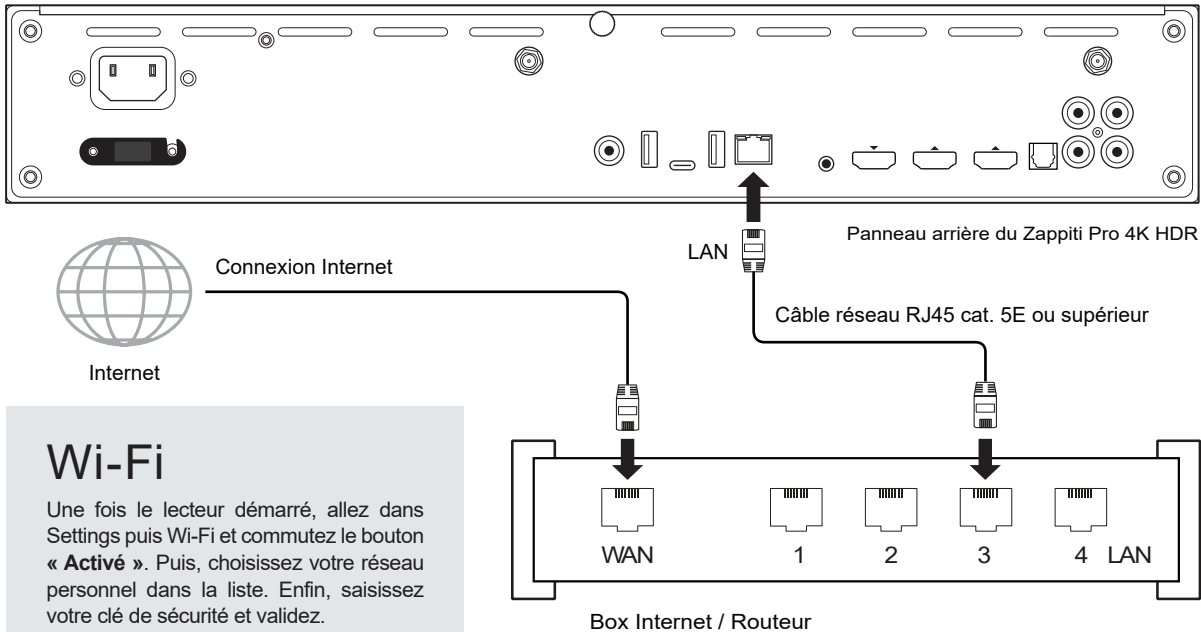 Panneau arrière du Zappiti Pro 4K HDR
LAN
Connexion Internet
Câble réseau RJ45 cat. 5E ou supérieur
Internet
Wi-Fi
Une fois le lecteur démarré, allez dans
Settings puis Wi-Fi et commutez le bouton
« Activé ». Puis, choisissez votre réseau
personnel dans la liste. Enfin, saisissez
votre clé de sécurité et validez.
WAN 1 2 3 4 LAN
Box Internet / Routeur